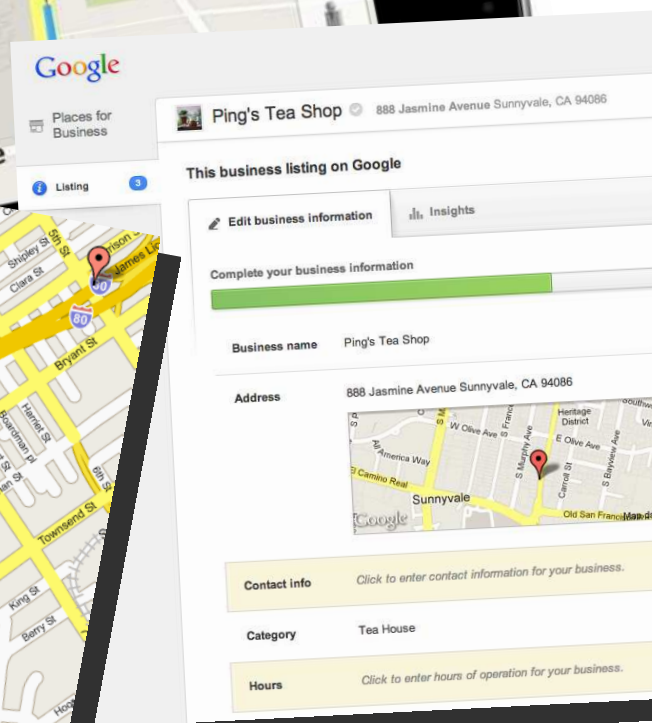 Google
Places for
Business
Ping's Tea Shop
888 Jasmine Avenue Sunnyvale, CA 94086
Listing
3
This business listing on Google
Edit business information
Insights
Complete your business information
Business name
Ping's Tea Shop
Address
888 Jasmine Avenue Sunnyvale, CA 94086
W Olive Ave
Heritage
District
E Olive Ave
S Murphy Ave
Carroll St
S Bayview Ave
All America Way
El Camino Real
Sunnyvale
Old San
Google
Contact info
Click to enter contact information for your business.
Category
Tea House
Hours
Click to enter hours of operation for your business.
5th St
Shipley St
Clara St
80
80
Bryant St
Harriet St
Boardman pl
6th St
Townsend St
King St
Berry St